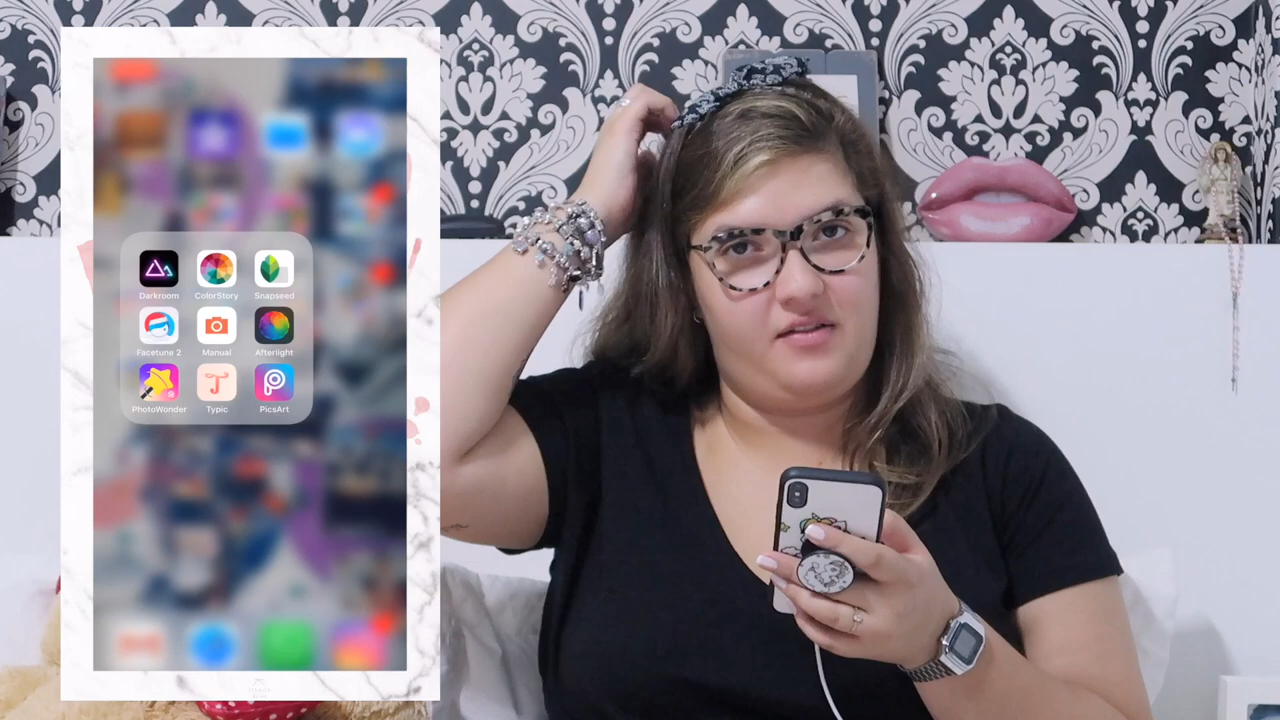 Darkroom ColorStory Snapseed
Facetune 2 Manual Afterlight
PhotoWonder Typic PicsArt